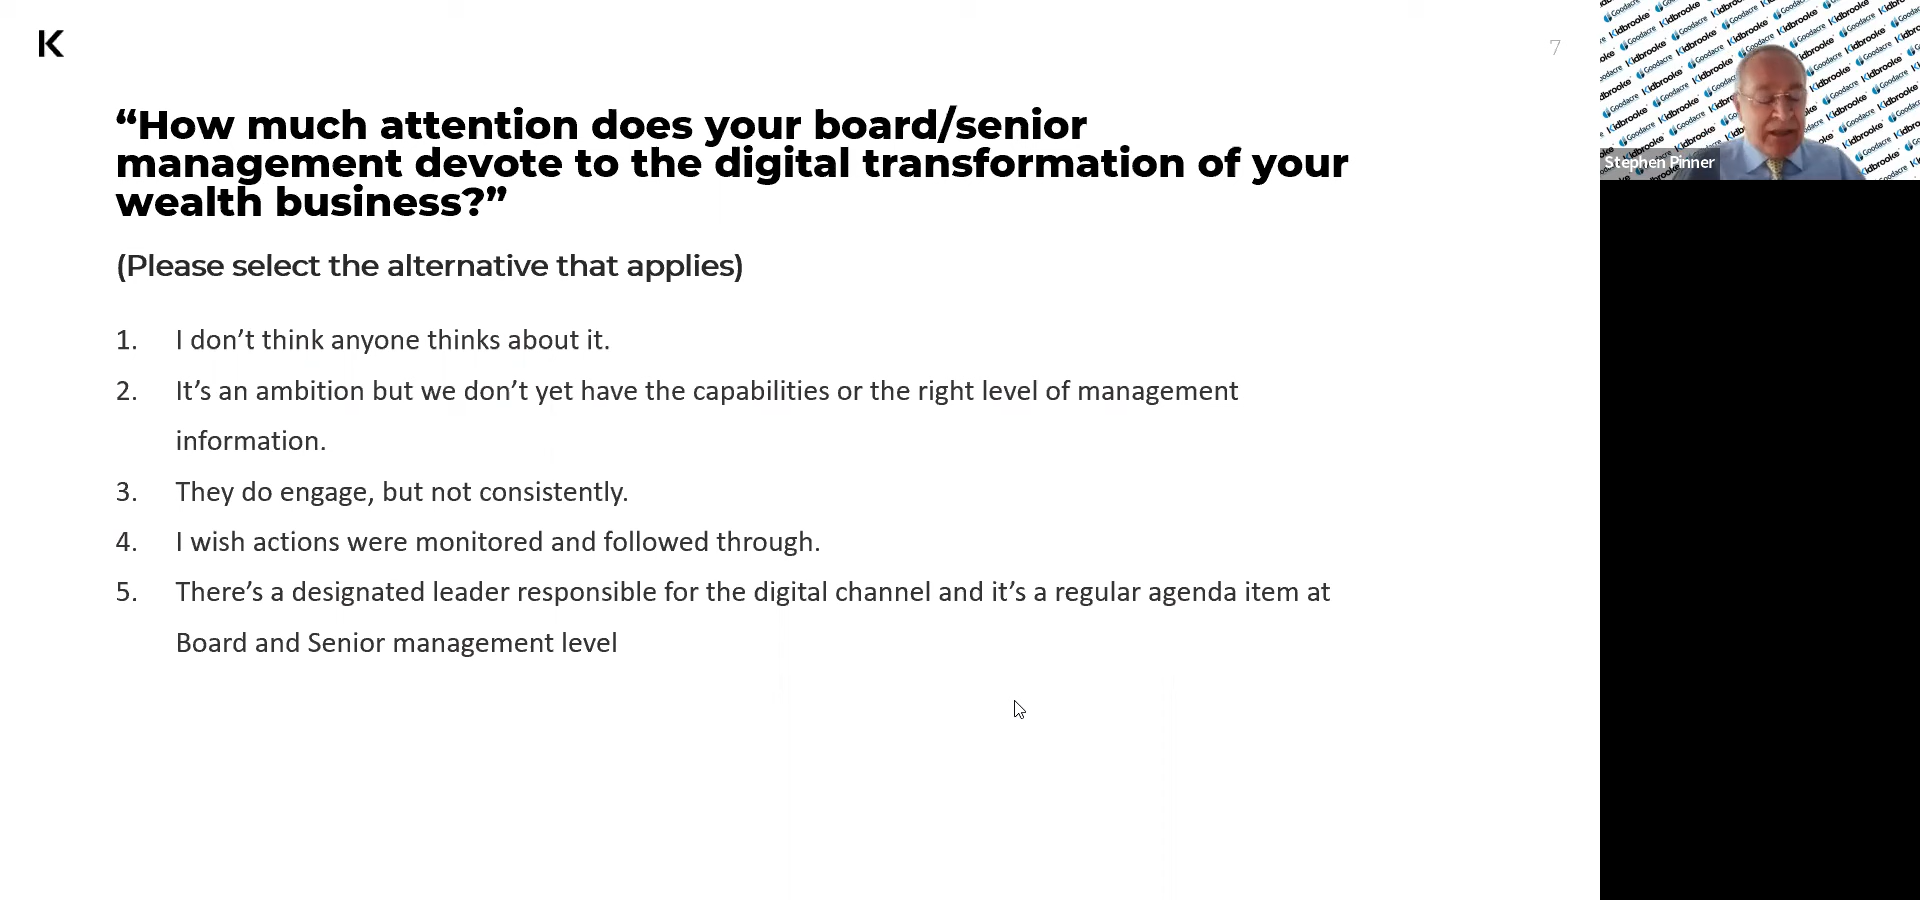 K
7
“How much attention does your board/senior
management devote to the digital transformation of your
wealth business?”
(Please select the alternative that applies)
1. I don’t think anyone thinks about it.
2. It’s an ambition but we don’t yet have the capabilities or the right level of management
information.
3. They do engage, but not consistently.
4. I wish actions were monitored and followed through.
5. There’s a designated leader responsible for the digital channel and it’s a regular agenda item at
Board and Senior management level
Kidbrooke Goodacre
Stephen Pinner